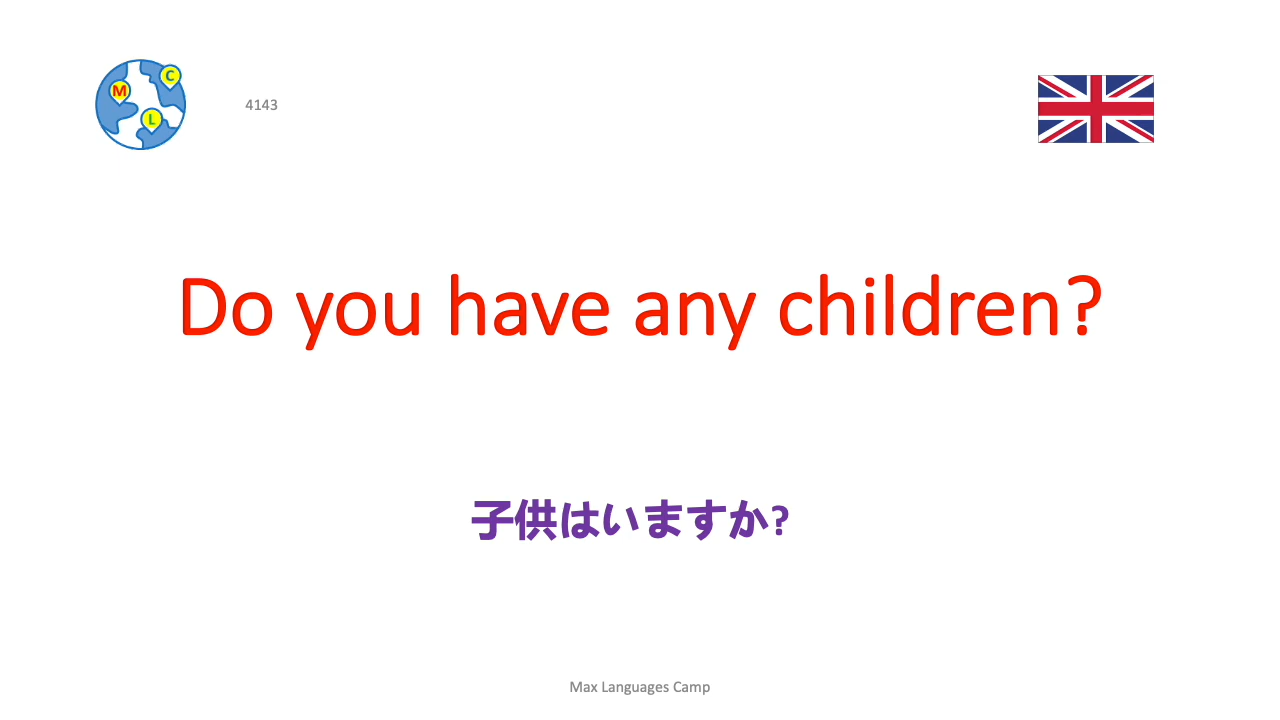 C
M
L
4143
Do you have any children?
子供はいますか?
Max Languages Camp